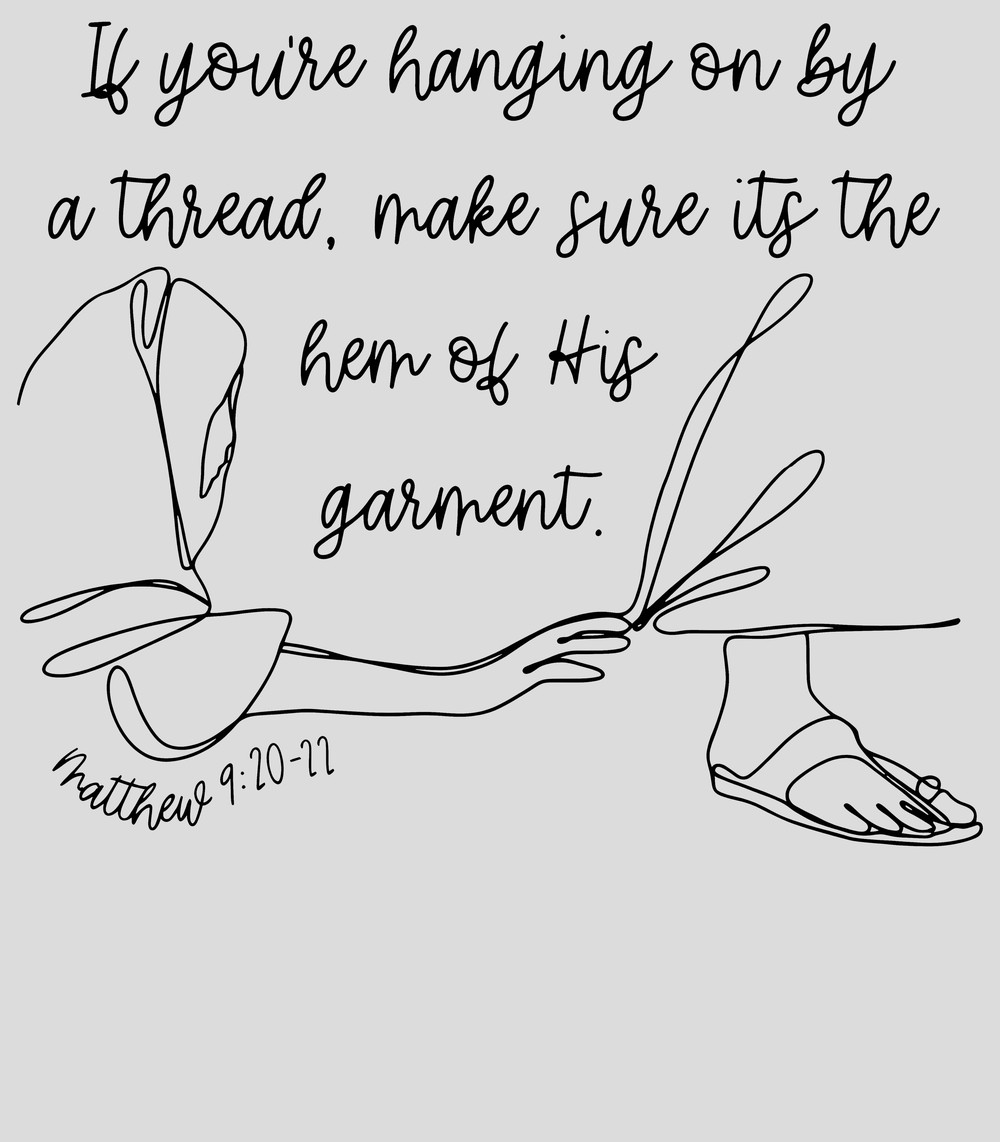 If you're hanging on by
a thread, make sure its the
hem of His
garment.
Matthew 9:20-22